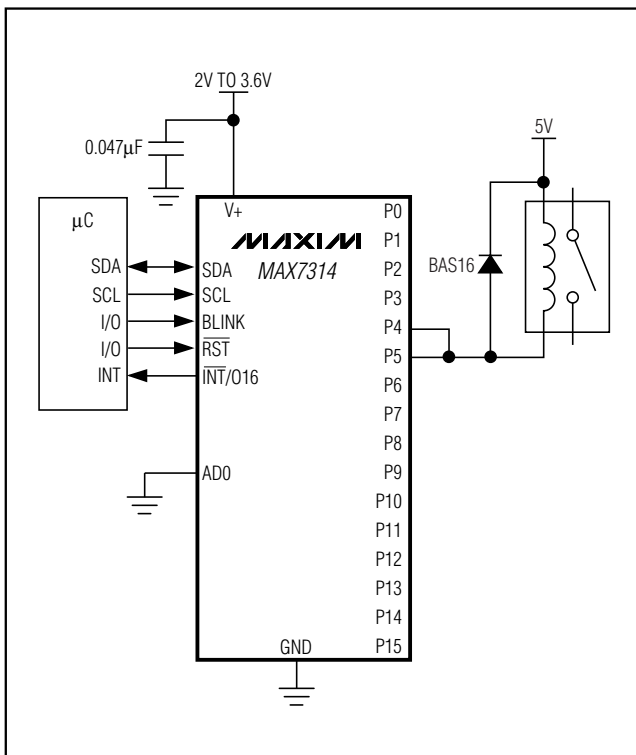 2V TO 3.6V
0.047µF
5V
µC
SDA
SCL
I/O
I/O
INT
V+
MAXIM
MAX7314
SDA
SCL
BLINK
RST
INT/O16
AD0
GND
P0
P1
P2
P3
P4
P5
P6
P7
P8
P9
P10
P11
P12
P13
P14
P15
BAS16